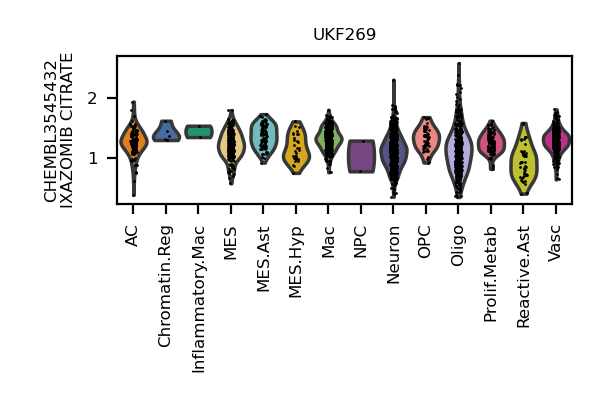 UKF269
CHEMBL3545432
IXAZOMIB CITRATE
2
1
AC
Chromatin.Reg
Inflammatory.Mac
MES
MES.Ast
MES.Hyp
Mac
NPC
Neuron
OPC
Oligo
Prolif.Metab
Reactive.Ast
Vasc